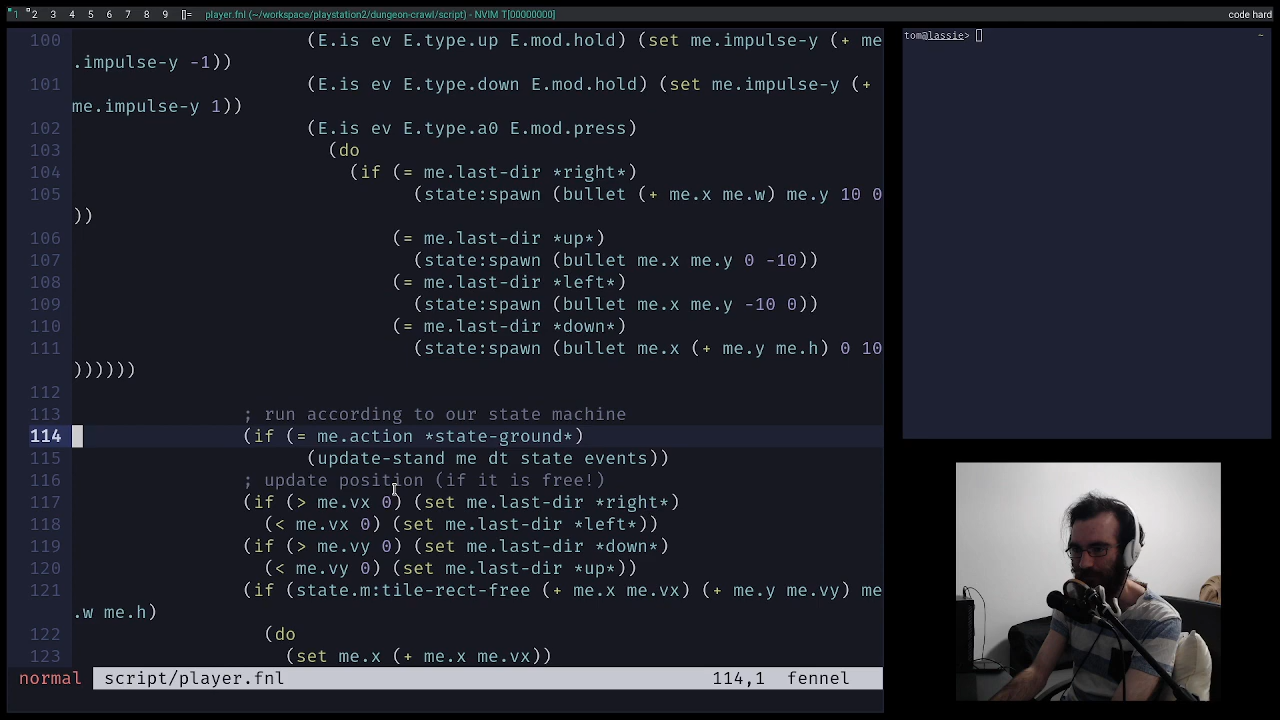 1 2 3 4 5 6 7 8 9 []= player.fnl (~/workspace/playstation2/dungeon-crawl/script) - NVIM T[00000000] code hard
100 (E.is ev E.type.up E.mod.hold) (set me.impulse-y (+ me
.impulse-y -1))
101 (E.is ev E.type.down E.mod.hold) (set me.impulse-y (+
me.impulse-y 1))
102 (E.is ev E.type.a0 E.mod.press)
103 (do
104 (if (= me.last-dir *right*)
105 (state:spawn (bullet (+ me.x me.w) me.y 10 0
))
106 (= me.last-dir *up*)
107 (state:spawn (bullet me.x me.y 0 -10))
108 (= me.last-dir *left*)
109 (state:spawn (bullet me.x me.y -10 0))
110 (= me.last-dir *down*)
111 (state:spawn (bullet me.x (+ me.y me.h) 0 10
))))))
112
113 ; run according to our state machine
114 (if (= me.action *state-ground*)
115 (update-stand me dt state events))
116 ; update position (if it is free!)
117 (if (> me.vx 0) (set me.last-dir *right*)
118 (< me.vx 0) (set me.last-dir *left*))
119 (if (> me.vy 0) (set me.last-dir *down*)
120 (< me.vy 0) (set me.last-dir *up*))
121 (if (state.m:tile-rect-free (+ me.x me.vx) (+ me.y me.vy) me
.w me.h)
122 (do
123 (set me.x (+ me.x me.vx))
normal script/player.fnl 114,1 fennel
tom@lassie> ~